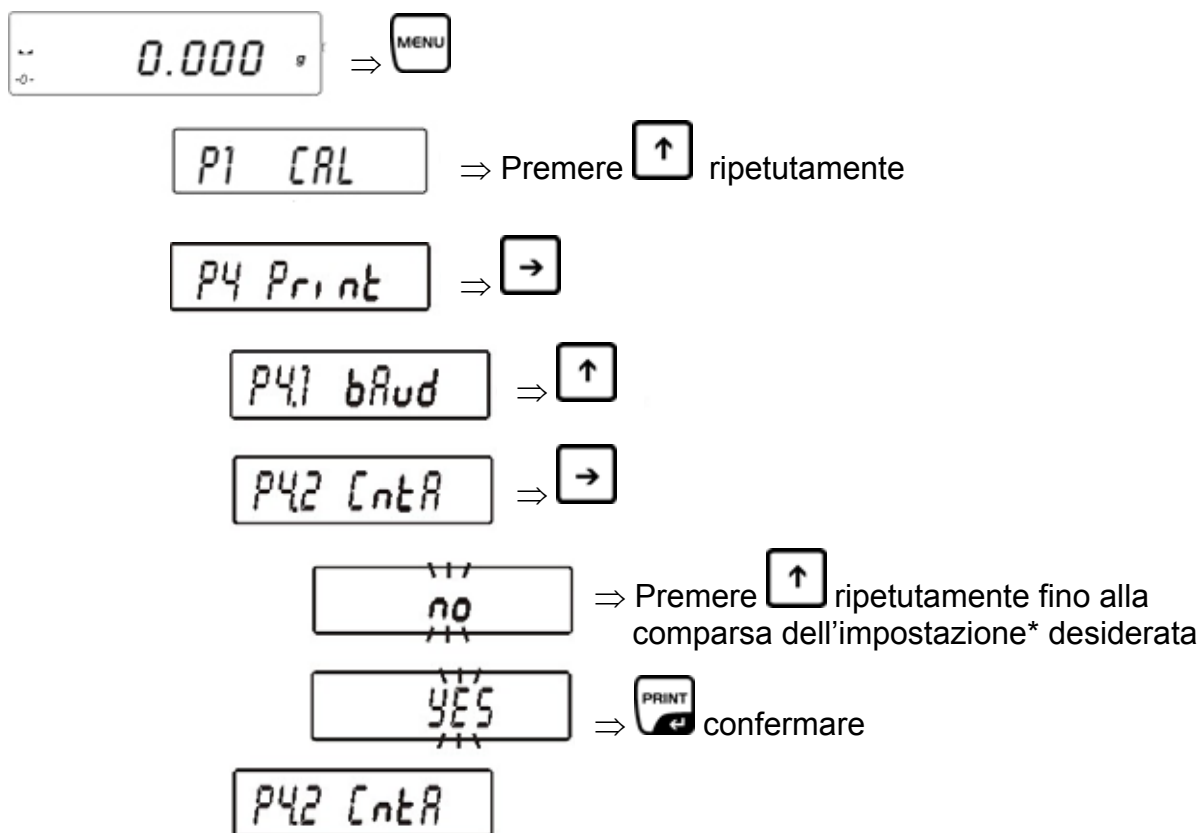 0.000 g
-0-
⇒ MENU
P1 CAL ⇒ Premere ↑ ripetutamente
P4 Print ⇒ →
P4.1 bAud ⇒ ↑
P4.2 CntA ⇒ →
no ⇒ Premere ↑ ripetutamente fino alla
comparsa dell’impostazione* desiderata
YES ⇒ PRINT ↵ confermare
P4.2 CntA